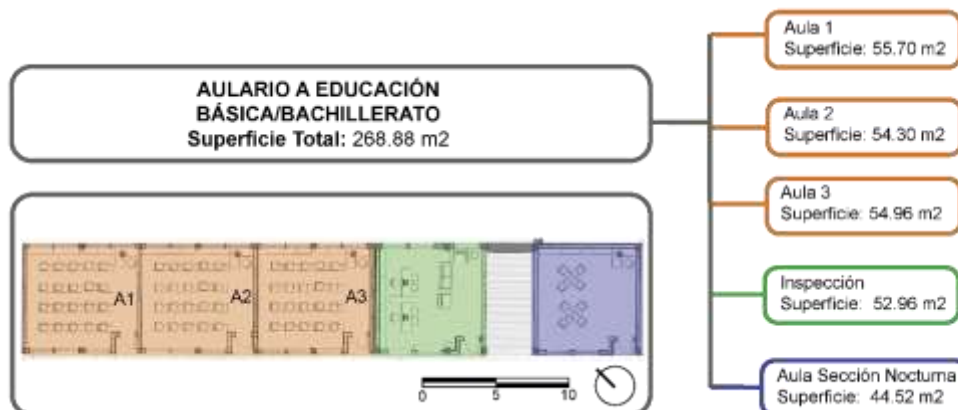 AULARIO A EDUCACIÓN
BÁSICA/BACHILLERATO
Superficie Total: 268.88 m2
Aula 1
Superficie: 55.70 m2
Aula 2
Superficie: 54.30 m2
Aula 3
Superficie: 54.96 m2
Inspección
Superficie: 52.96 m2
Aula Sección Nocturna
Superficie: 44.52 m2
A1
A2
A3
0
5
10